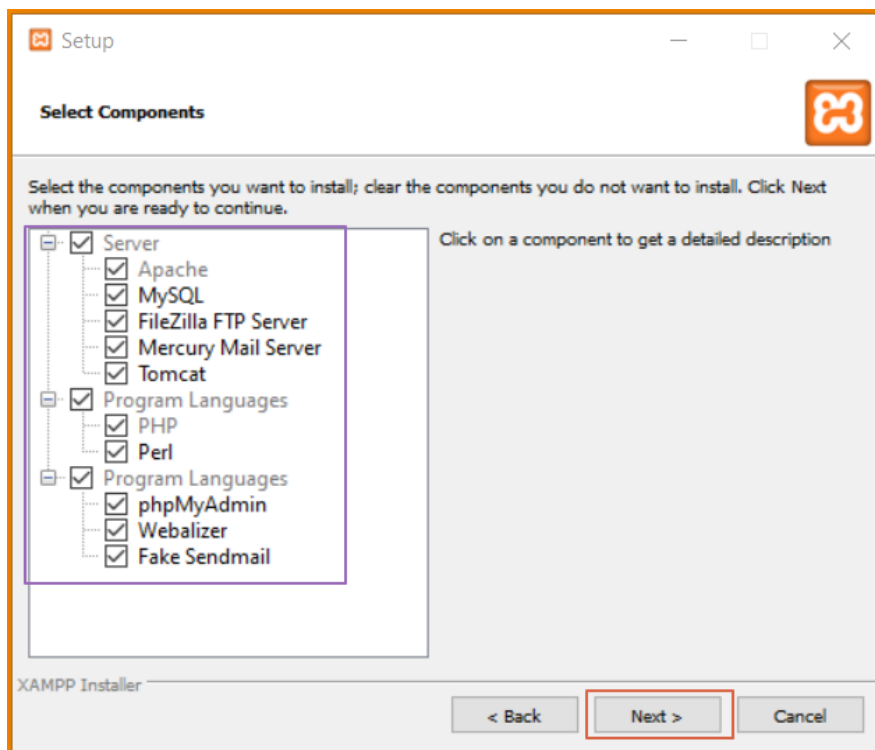 Setup
Select Components
Select the components you want to install; clear the components you do not want to install. Click Next
when you are ready to continue.
Server
Apache
MySQL
FileZilla FTP Server
Mercury Mail Server
Tomcat
Program Languages
PHP
Perl
Program Languages
phpMyAdmin
Webalizer
Fake Sendmail
Click on a component to get a detailed description
XAMPP Installer
< Back
Next >
Cancel